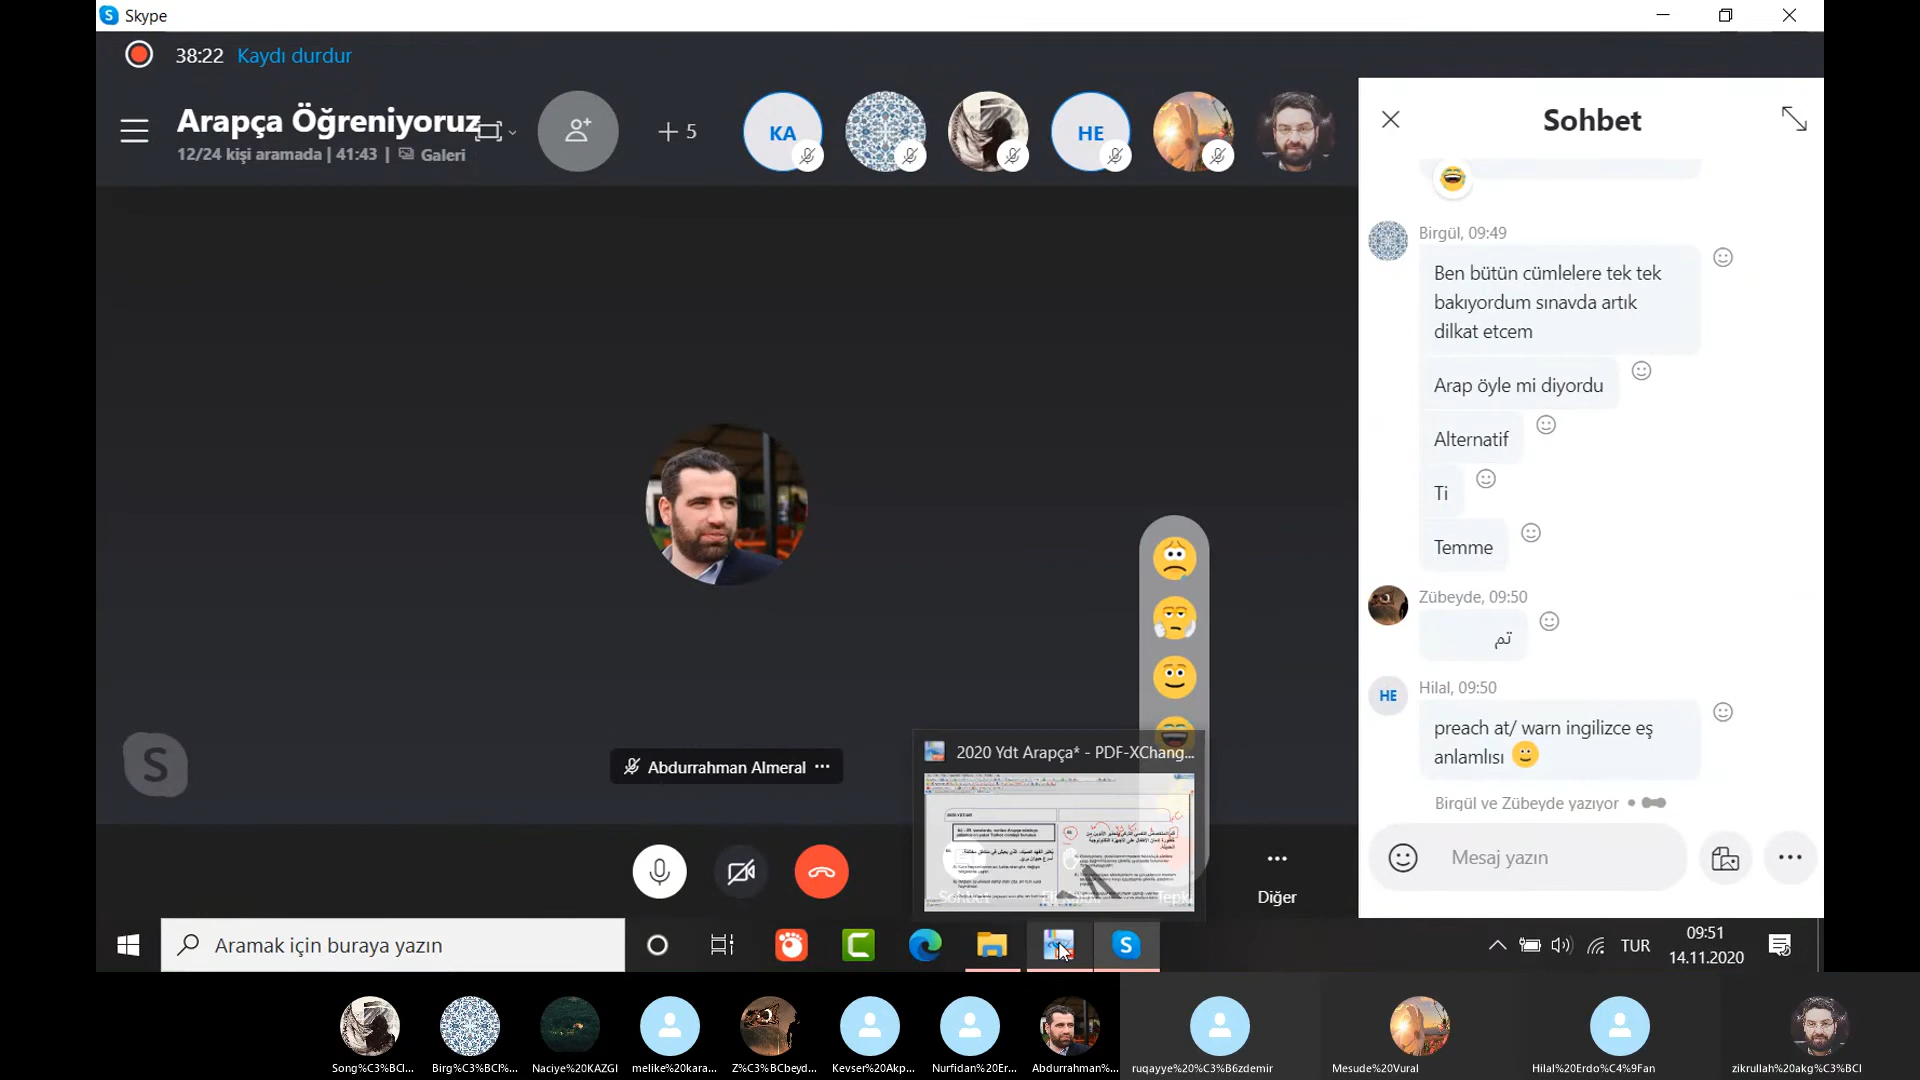 Skype
38:22 Kaydı durdur
Arapça Öğreniyoruz
12/24 kişi aramada | 41:43 | Galeri
+ 5
KA
HE
Sohbet
Birgül, 09:49
Ben bütün cümlelere tek tek
bakıyordum sınavda artık
dilkat etcem
Arap öyle mi diyordu
Alternatif
Ti
Temme
Zübeyde, 09:50
تم
HE
Hilal, 09:50
preach at/ warn ingilizce eş
anlamlısı
Birgül ve Zübeyde yazıyor
Mesaj yazın
Abdurrahman Almeral
2020 Ydt Arapça* - PDF-XChang...
Sohbet
Diğer
Aramak için buraya yazın
TUR
09:51
14.11.2020
Song%C3%BCl...
Birg%C3%BCl%...
Naciye%20KAZGI
melike%20kara...
Z%C3%BCbeyd...
Kevser%20Akp...
Nurfidan%20Er...
Abdurrahman%...
ruqayye%20%C3%B6zdemir
Mesude%20Vural
Hilal%20Erdo%C4%9Fan
zikrullah%20akg%C3%BCl